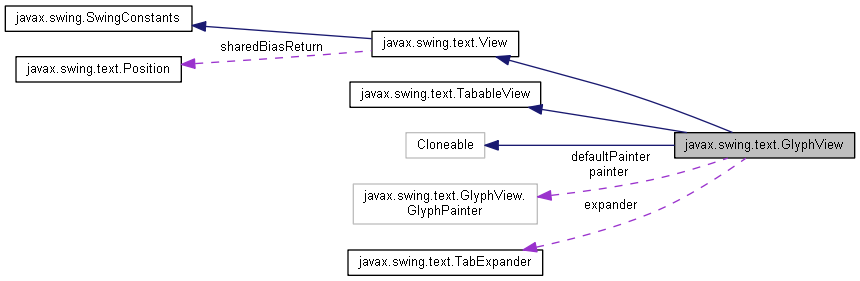 javax.swing.SwingConstants
sharedBiasReturn
javax.swing.text.View
javax.swing.text.Position
javax.swing.text.TabableView
Cloneable
javax.swing.text.GlyphView
defaultPainter
painter
javax.swing.text.GlyphView.
GlyphPainter
expander
javax.swing.text.TabExpander